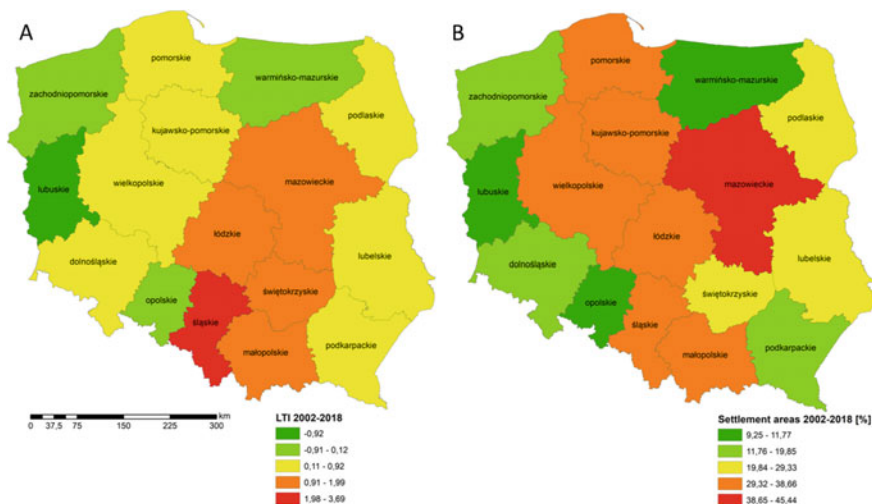 A
pomorskie
warmińsko-mazurskie
zachodniopomorskie
podlaskie
kujawsko-pomorskie
mazowieckie
lubuskie
wielkopolskie
łódzkie
lubelskie
dolnośląskie
opolskie
świętokrzyskie
śląskie
małopolskie
podkarpackie
0 37,5 75 150 225 300 km
LTI 2002-2018
-0,92
-0,91 - 0,12
0,11 - 0,92
0,91 - 1,99
1,98 - 3,69
B
pomorskie
warmińsko-mazurskie
zachodniopomorskie
podlaskie
kujawsko-pomorskie
mazowieckie
lubuskie
wielkopolskie
łódzkie
lubelskie
dolnośląskie
opolskie
świętokrzyskie
śląskie
małopolskie
podkarpackie
Settlement areas 2002-2018 [%]
9,25 - 11,77
11,76 - 19,85
19,84 - 29,33
29,32 - 38,66
38,65 - 45,44